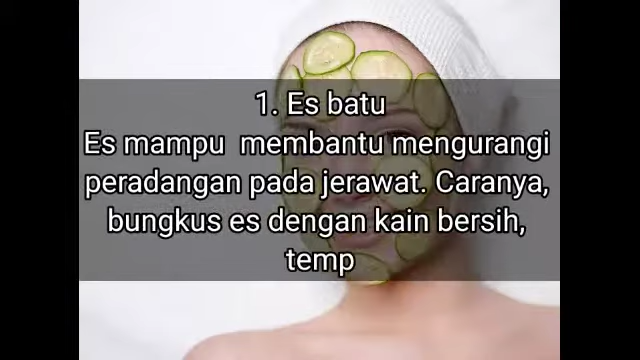 1. Es batu
Es mampu  membantu mengurangi
peradangan pada jerawat. Caranya,
bungkus es dengan kain bersih,
temp